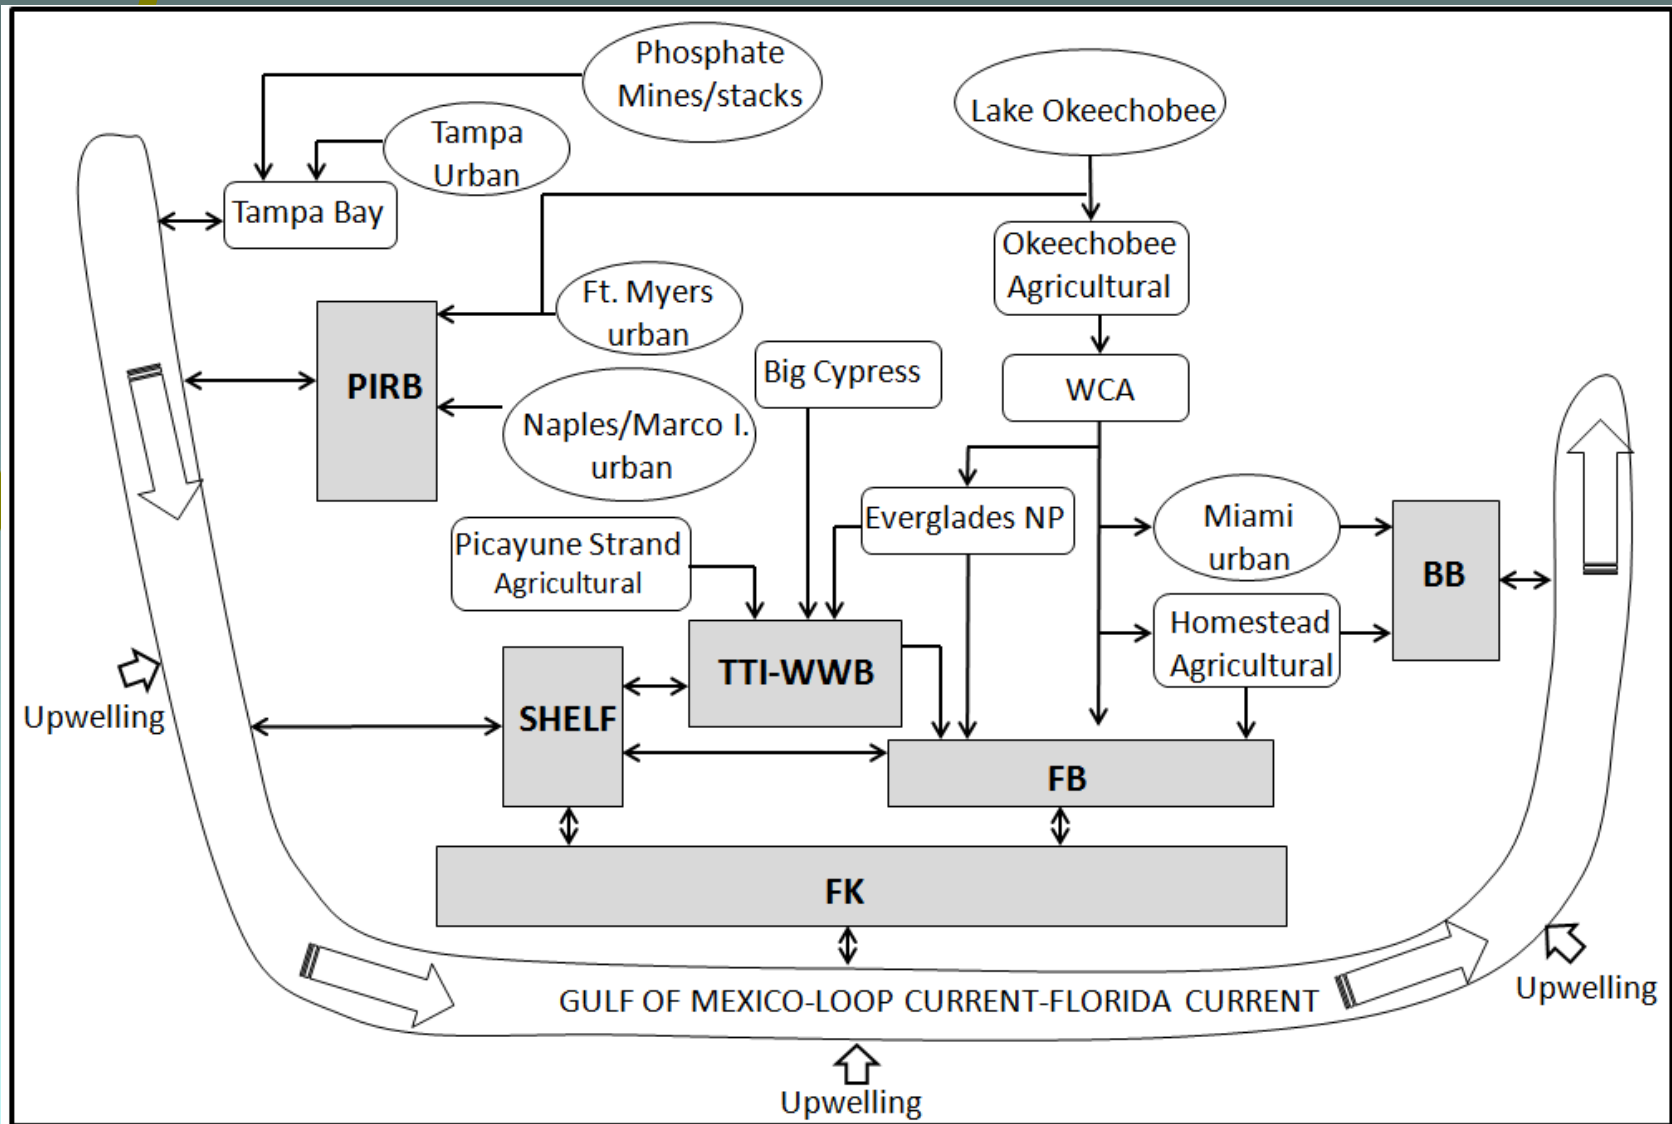 Phosphate
Mines/stacks
Lake Okeechobee
Tampa
Urban
Tampa Bay
Okeechobee
Agricultural
Ft. Myers
urban
Big Cypress
WCA
PIRB
Naples/Marco I.
urban
Everglades NP
Miami
urban
Picayune Strand
Agricultural
BB
Homestead
Agricultural
TTI-WWB
SHELF
Upwelling
FB
FK
GULF OF MEXICO-LOOP CURRENT-FLORIDA CURRENT
Upwelling
Upwelling